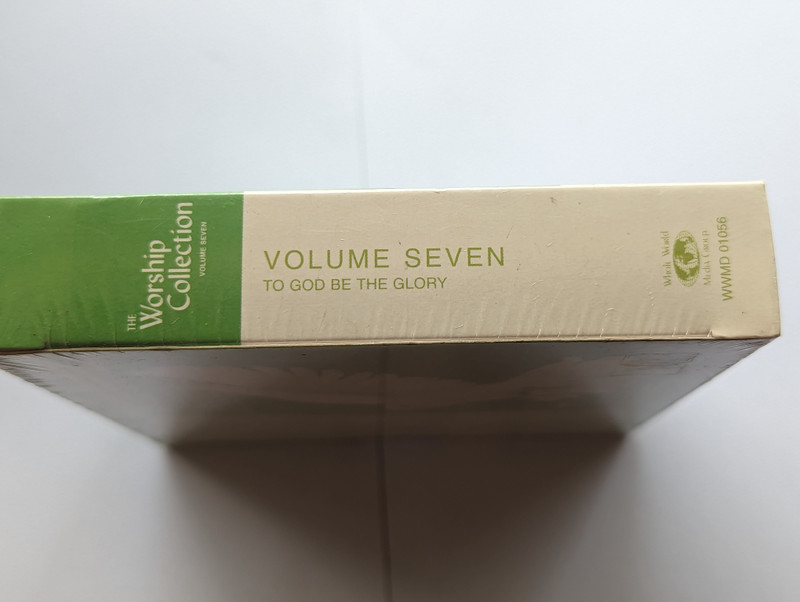 THE
Worship
Collection
VOLUME SEVEN
VOLUME SEVEN
TO GOD BE THE GLORY
Whole World
Media Group
WWMD 01056